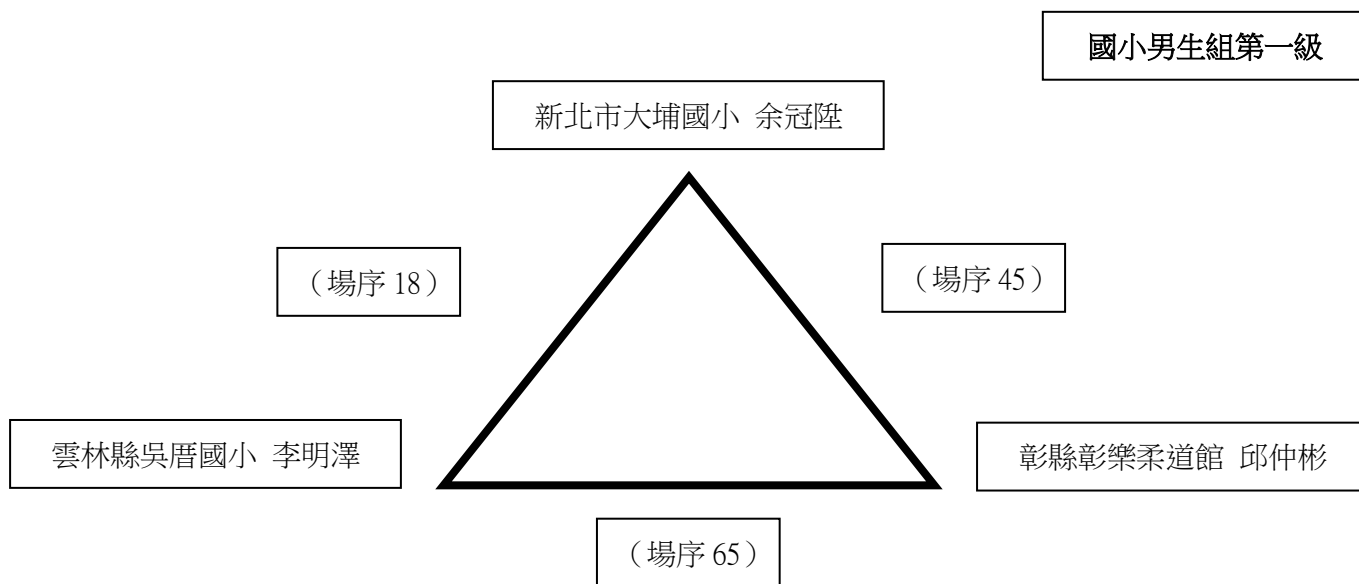 國小男生組第一級
新北市大埔國小 余冠陞
（場序 18）
（場序 45）
雲林縣吳厝國小 李明澤
彰縣彰樂柔道館 邱仲彬
（場序 65）